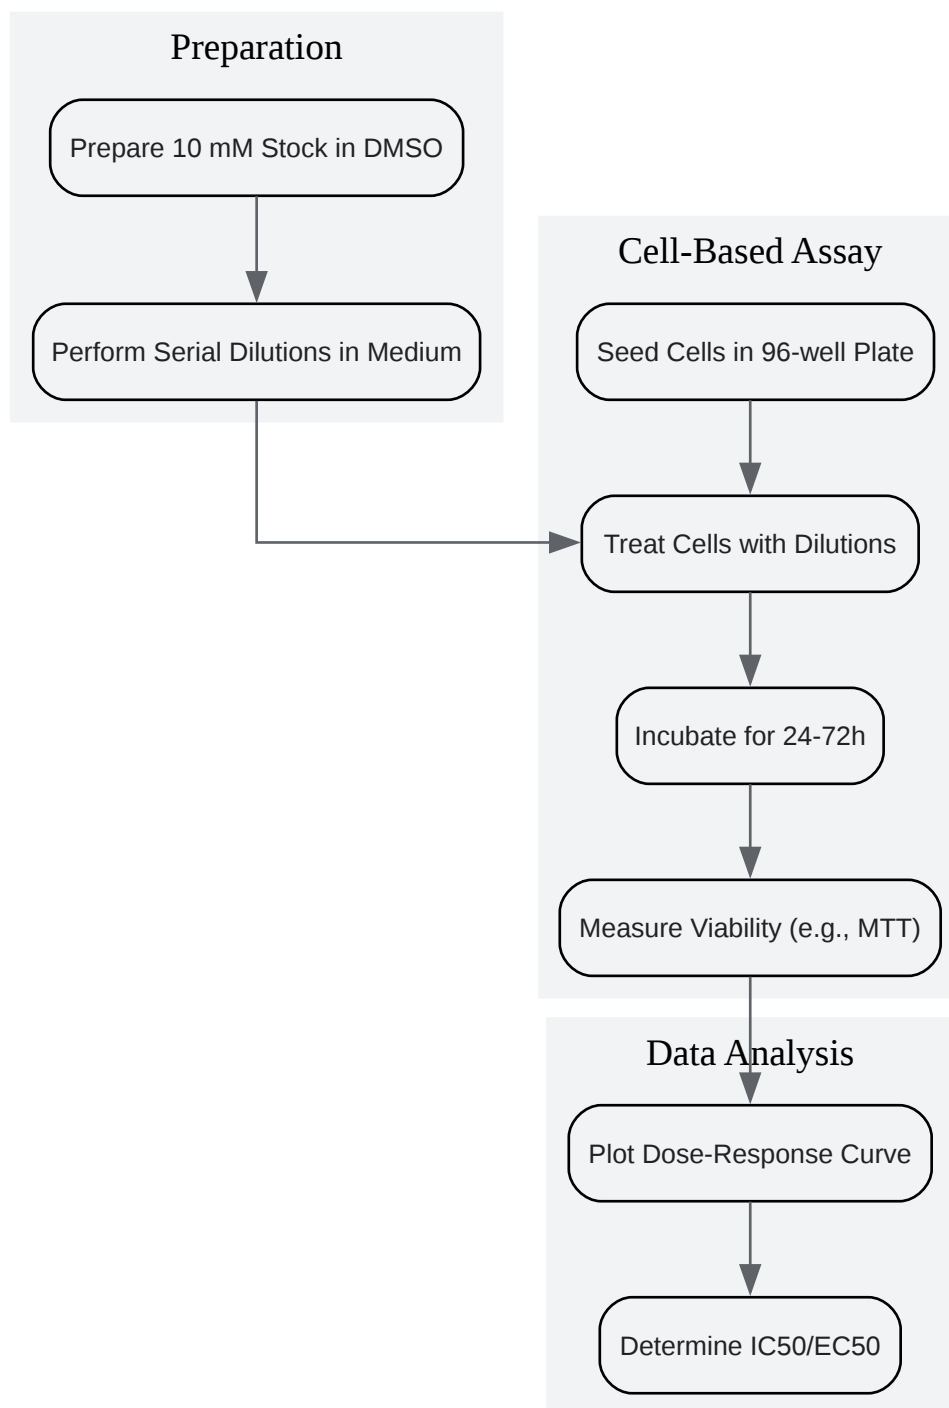 Preparation
Prepare 10 mM Stock in DMSO
Perform Serial Dilutions in Medium
Cell-Based Assay
Seed Cells in 96-well Plate
Treat Cells with Dilutions
Incubate for 24-72h
Measure Viability (e.g., MTT)
Data Analysis
Plot Dose-Response Curve
Determine IC50/EC50